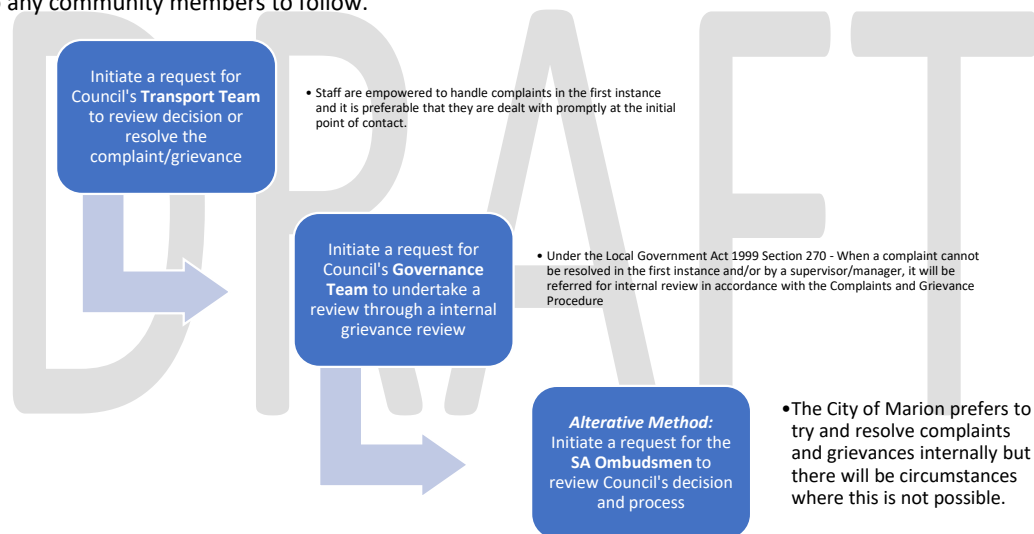 any community members to follow.
DRAFT
Initiate a request for
Council's Transport Team
to review decision or
resolve the
complaint/grievance
• Staff are empowered to handle complaints in the first instance
and it is preferable that they are dealt with promptly at the initial
point of contact.
Initiate a request for
Council's Governance
Team to undertake a
review through a internal
grievance review
• Under the Local Government Act 1999 Section 270 - When a complaint cannot
be resolved in the first instance and/or by a supervisor/manager, it will be
referred for internal review in accordance with the Complaints and Grievance
Procedure
Alterative Method:
Initiate a request for the
SA Ombudsmen to
review Council's decision
and process
•The City of Marion prefers to
try and resolve complaints
and grievances internally but
there will be circumstances
where this is not possible.